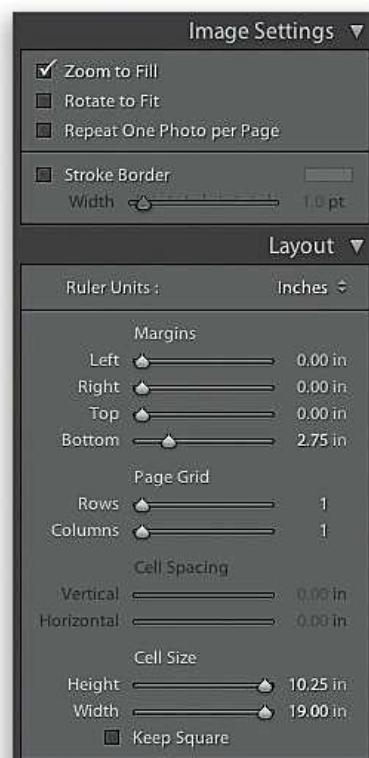 Image Settings ▼
Zoom to Fill
Rotate to Fit
Repeat One Photo per Page
Stroke Border
Width 1.0 pt
Layout ▼
Ruler Units : Inches
Margins
Left 0.00 in
Right 0.00 in
Top 0.00 in
Bottom 2.75 in
Page Grid
Rows 1
Columns 1
Cell Spacing
Vertical 0.00 in
Horizontal 0.00 in
Cell Size
Height 10.25 in
Width 19.00 in
Keep Square